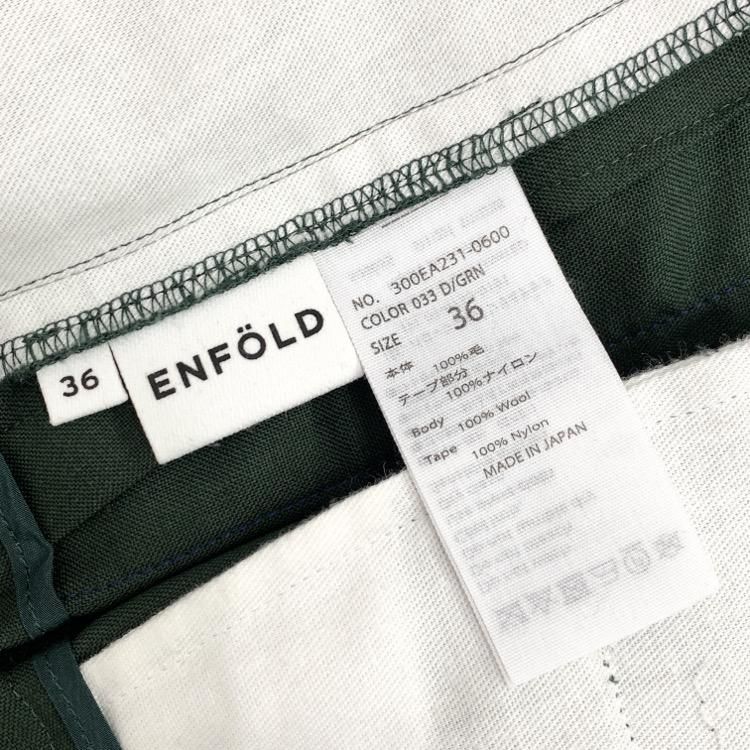 36
ENFÖLD
NO. 300EA231-0600
COLOR 033 D/GRN
SIZE 36
本体 100%毛
テープ部分
100%ナイロン
Body 100% Wool
Tape 100% Nylon
MADE IN JAPAN